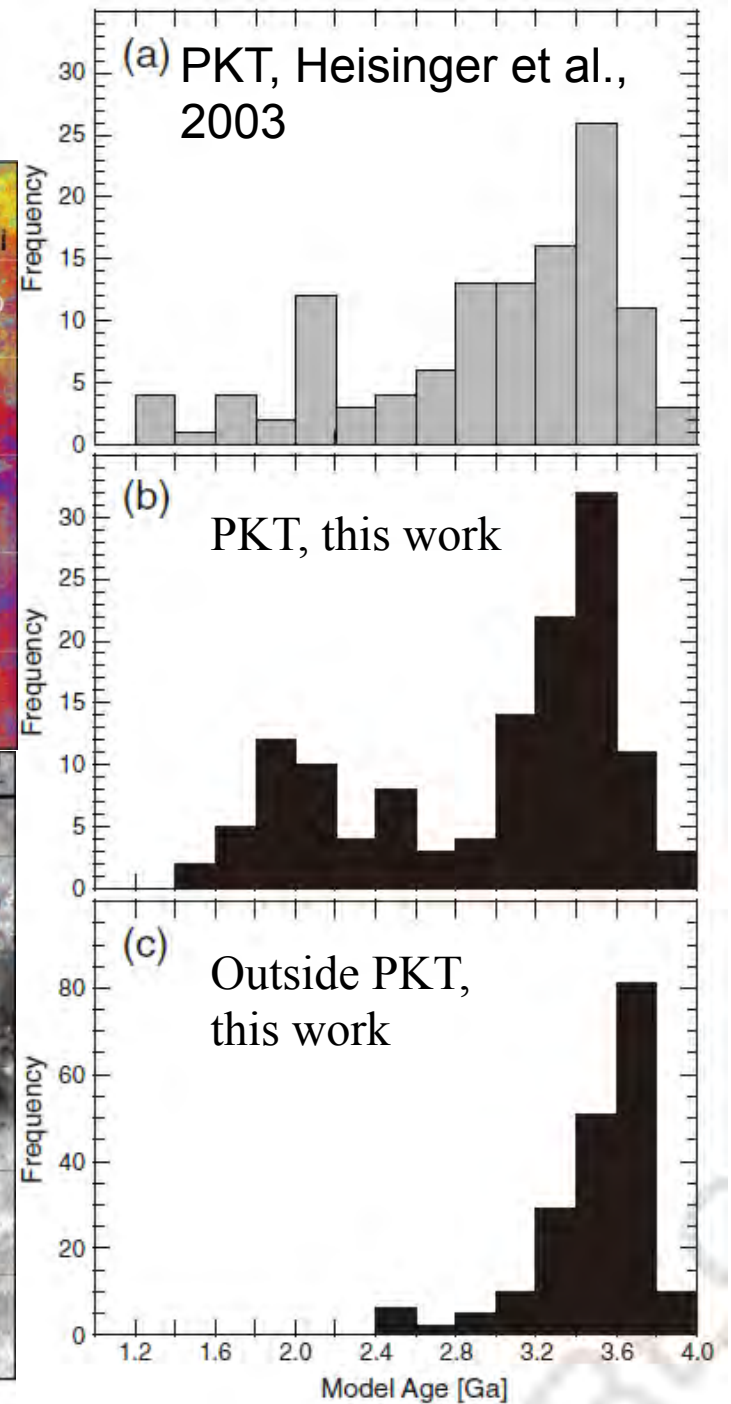 (a) PKT, Heisinger et al.,
2003
30
25
20
15
10
5
0
Frequency
(b)
PKT, this work
30
25
20
15
10
5
0
Frequency
(c)
Outside PKT,
this work
80
60
40
20
0
Frequency
1.2 1.6 2.0 2.4 2.8 3.2 3.6 4.0
Model Age [Ga]